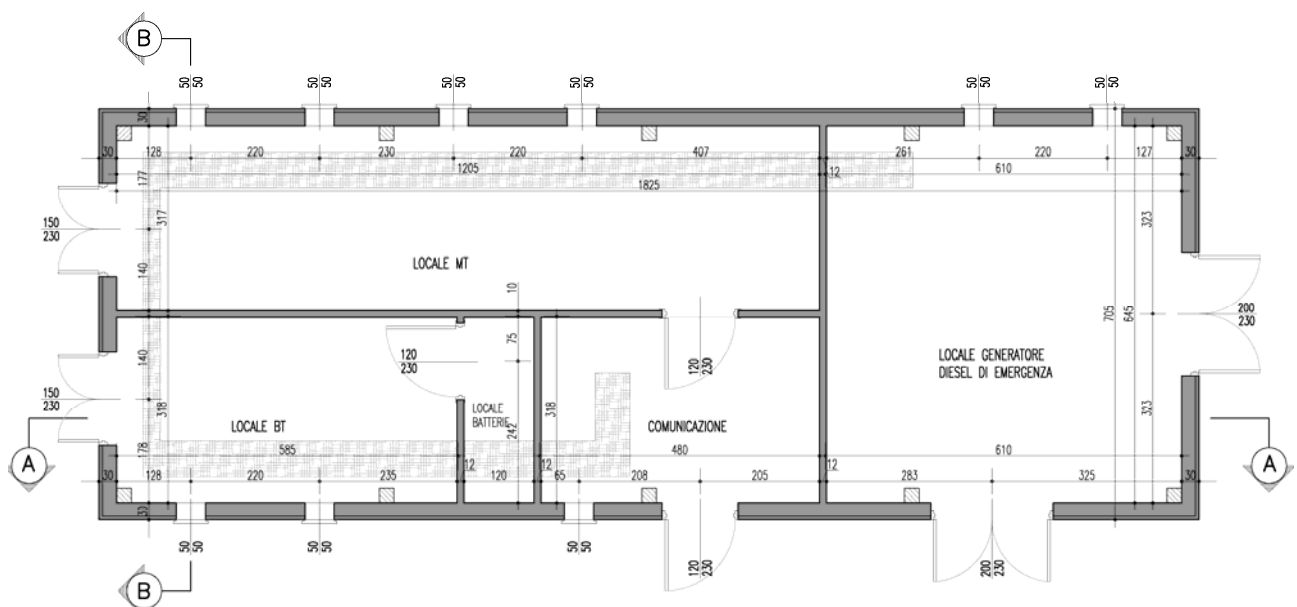 B
50 50
50 50
50 50
50 50
50 50
50 50
30
30 128 220 230 220 407 12 261 220 127 30
1205 610
1825
177
317
150
230
140
LOCALE MT
10
323
705
645
200
230
140
75
120
230
120
230
LOCALE GENERATORE
DIESEL DI EMERGENZA
150
230
318
LOCALE BT
LOCALE
BATTERIE
242
318
COMUNICAZIONE
323
A
A
178
585 480 610
30 128 220 235 12 120 12 65 208 205 12 283 325 30
30
50 50
50 50
50 50
120
230
200
230
B